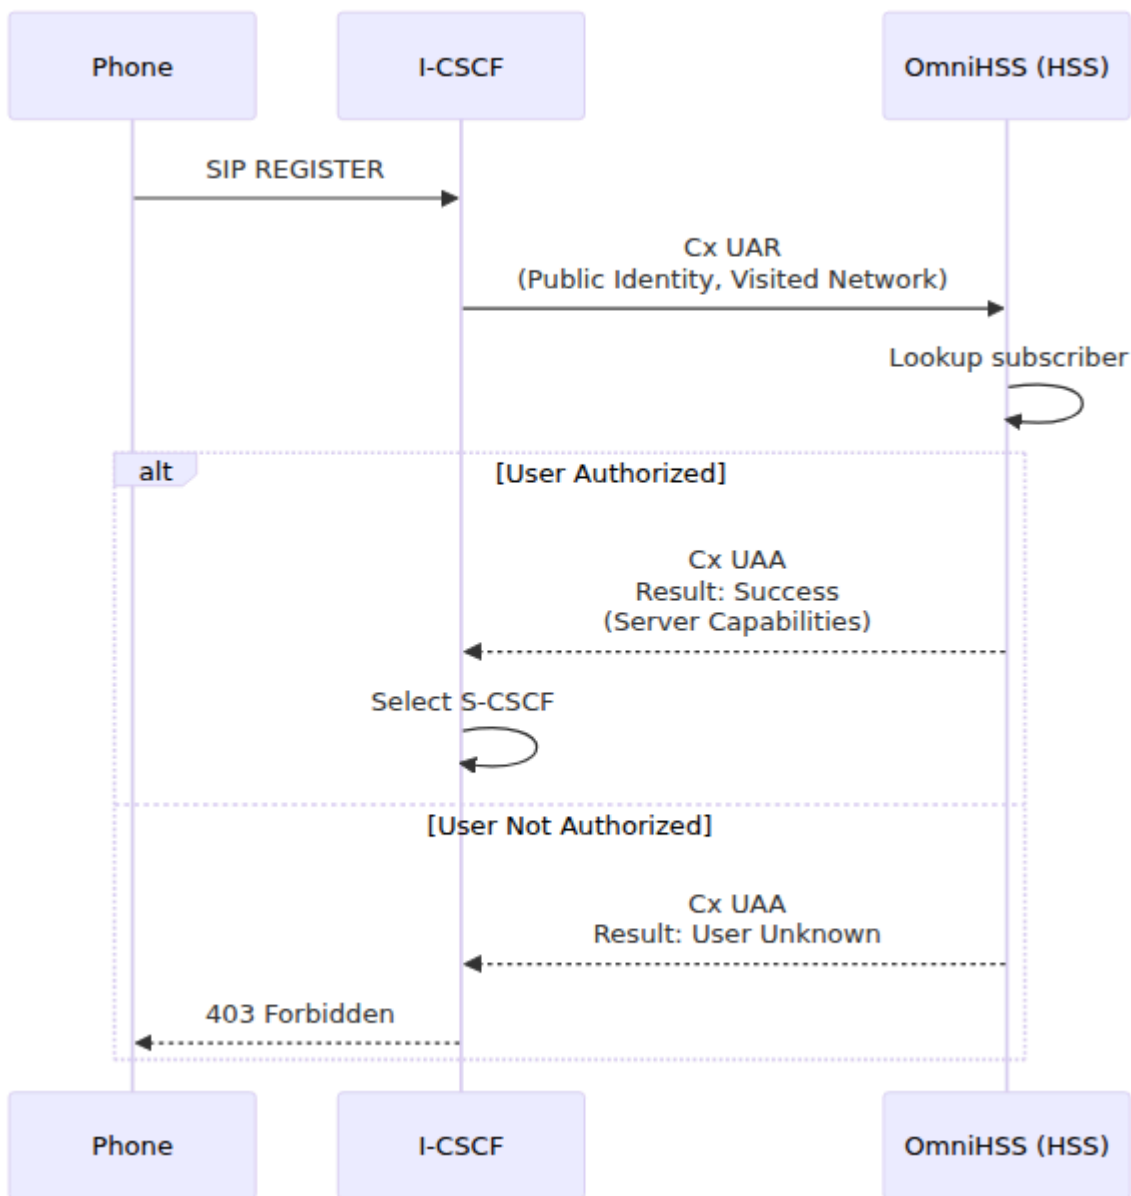 Phone
I-CSCF
OmniHSS (HSS)
SIP REGISTER
Cx UAR
(Public Identity, Visited Network)
Lookup subscriber
alt
[User Authorized]
Cx UAA
Result: Success
(Server Capabilities)
Select S-CSCF
[User Not Authorized]
Cx UAA
Result: User Unknown
403 Forbidden
Phone
I-CSCF
OmniHSS (HSS)